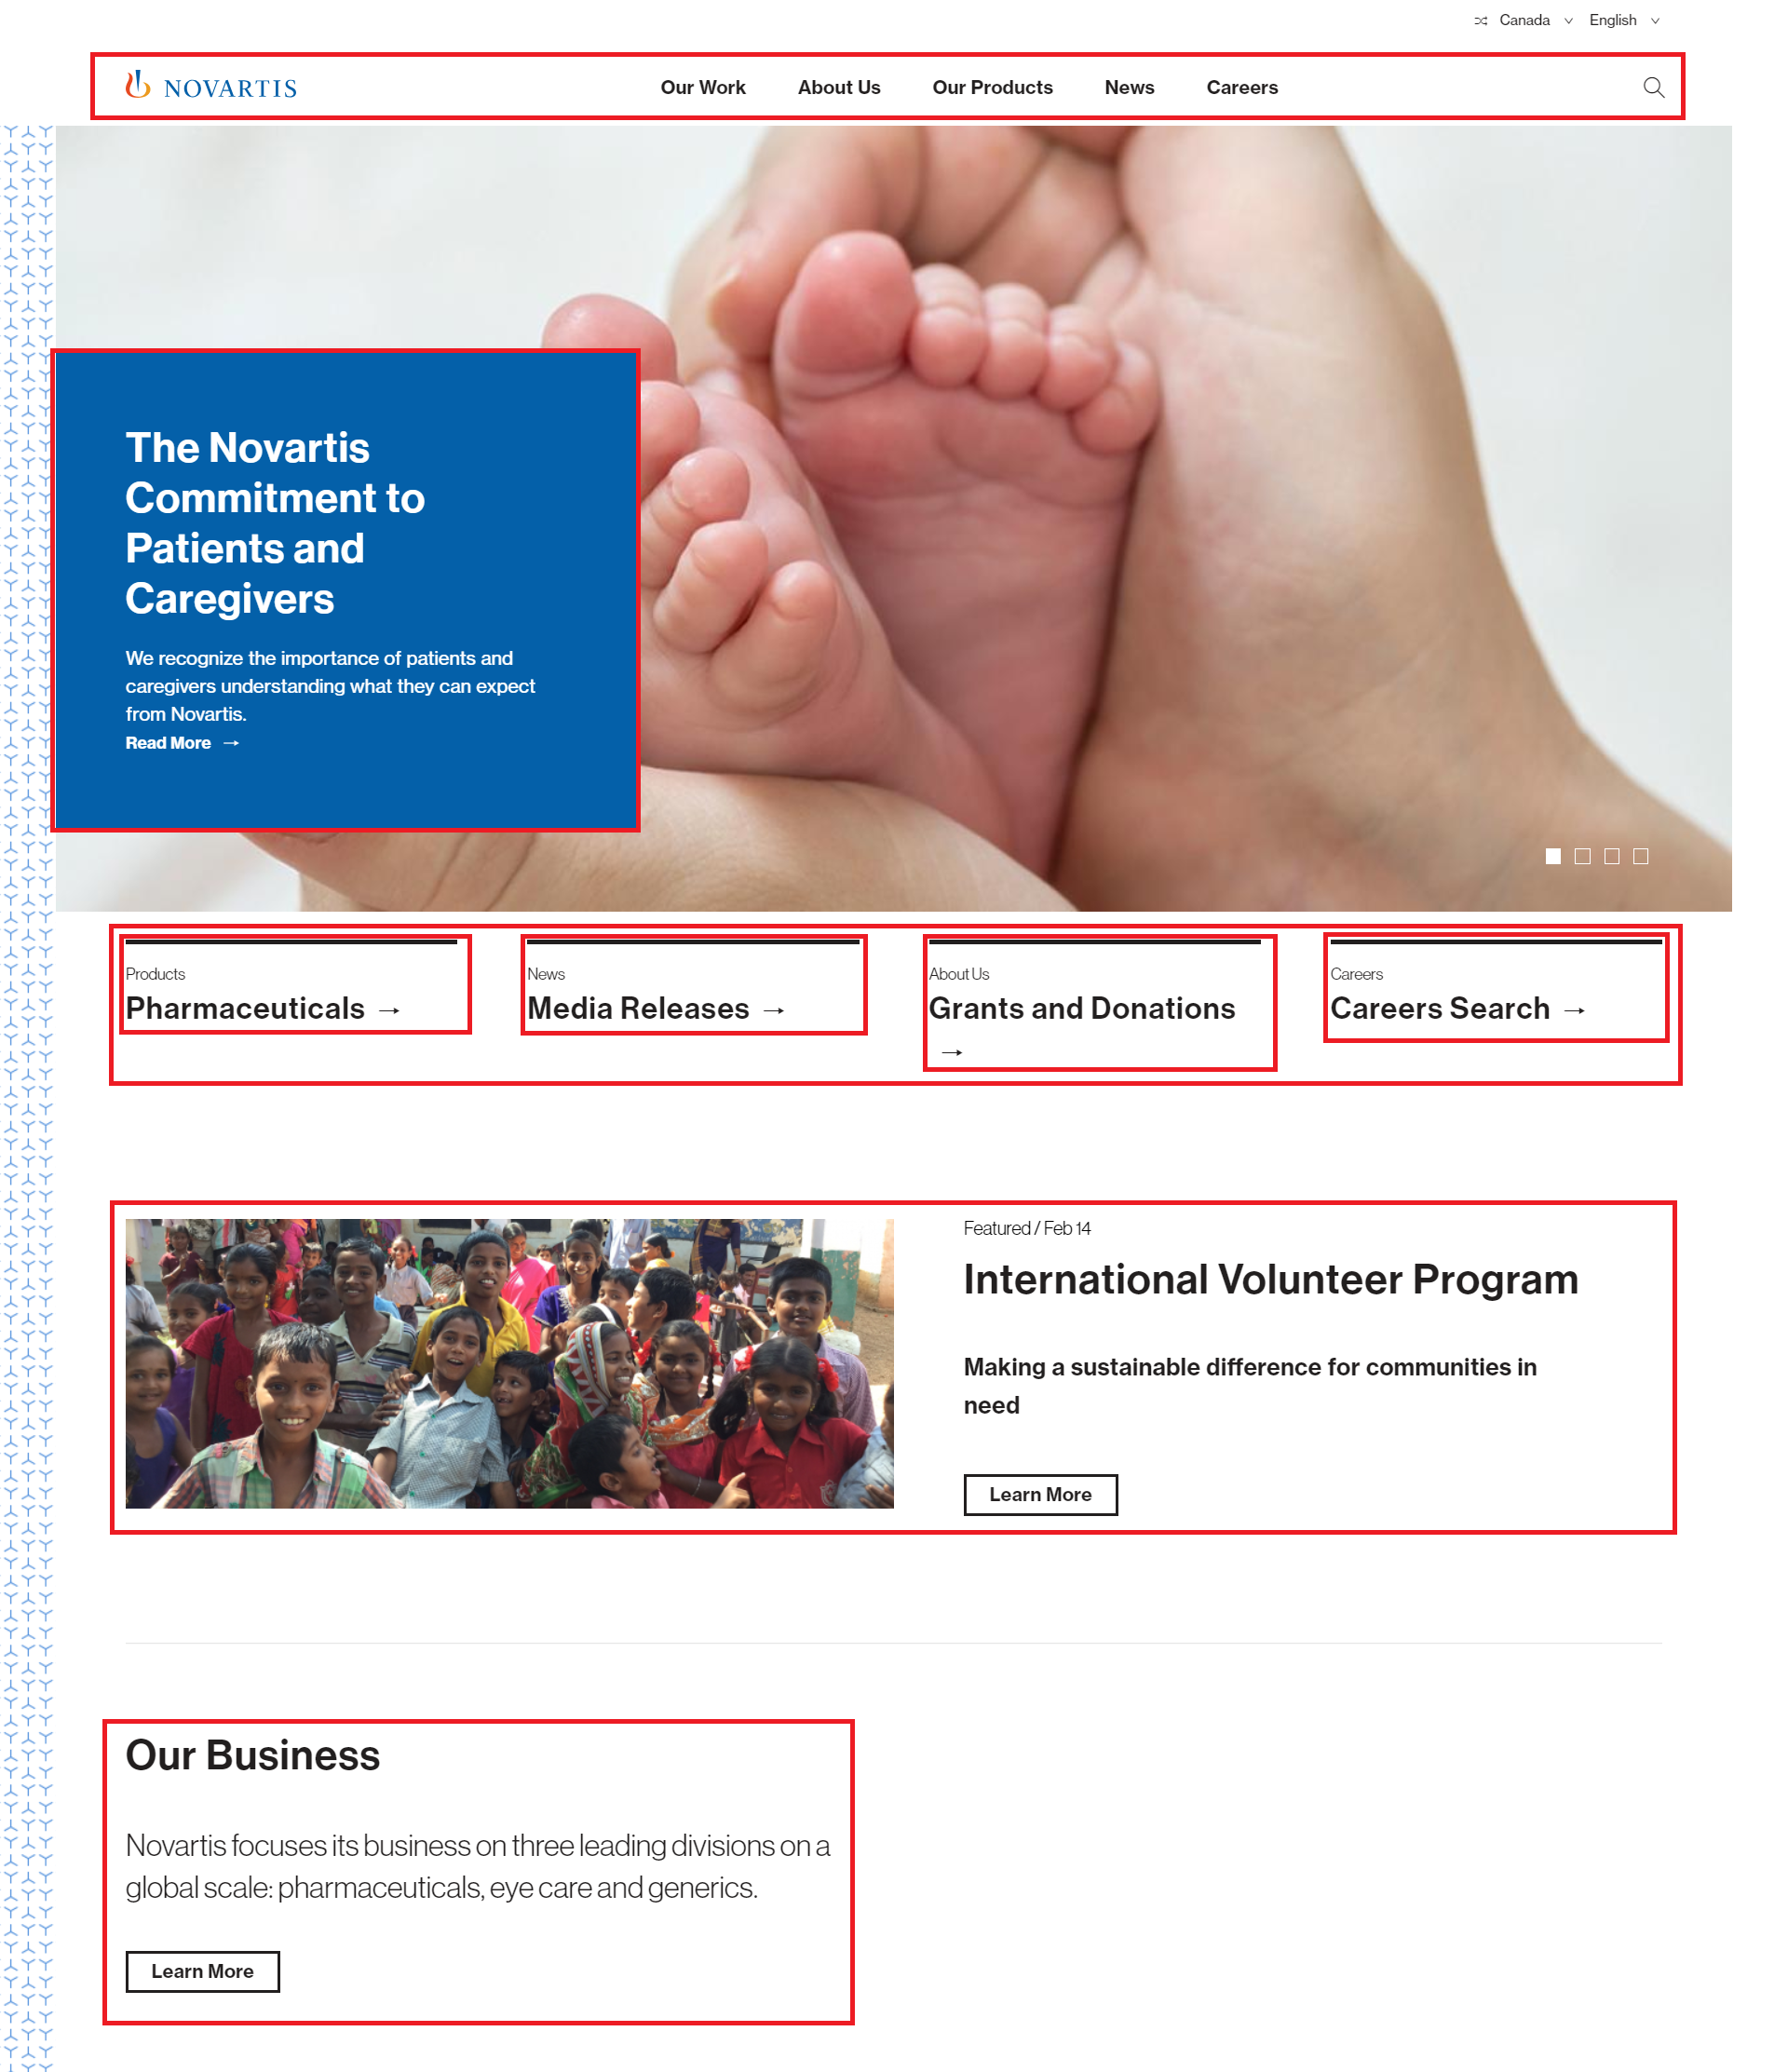 Canada English
NOVARTIS Our Work About Us Our Products News Careers
The Novartis
Commitment to
Patients and
Caregivers
We recognize the importance of patients and
caregivers understanding what they can expect
from Novartis.
Read More →
Products
Pharmaceuticals →
News
Media Releases →
About Us
Grants and Donations
→
Careers
Careers Search →
Featured / Feb 14
International Volunteer Program
Making a sustainable difference for communities in
need
Learn More
Our Business
Novartis focuses its business on three leading divisions on a
global scale: pharmaceuticals, eye care and generics.
Learn More